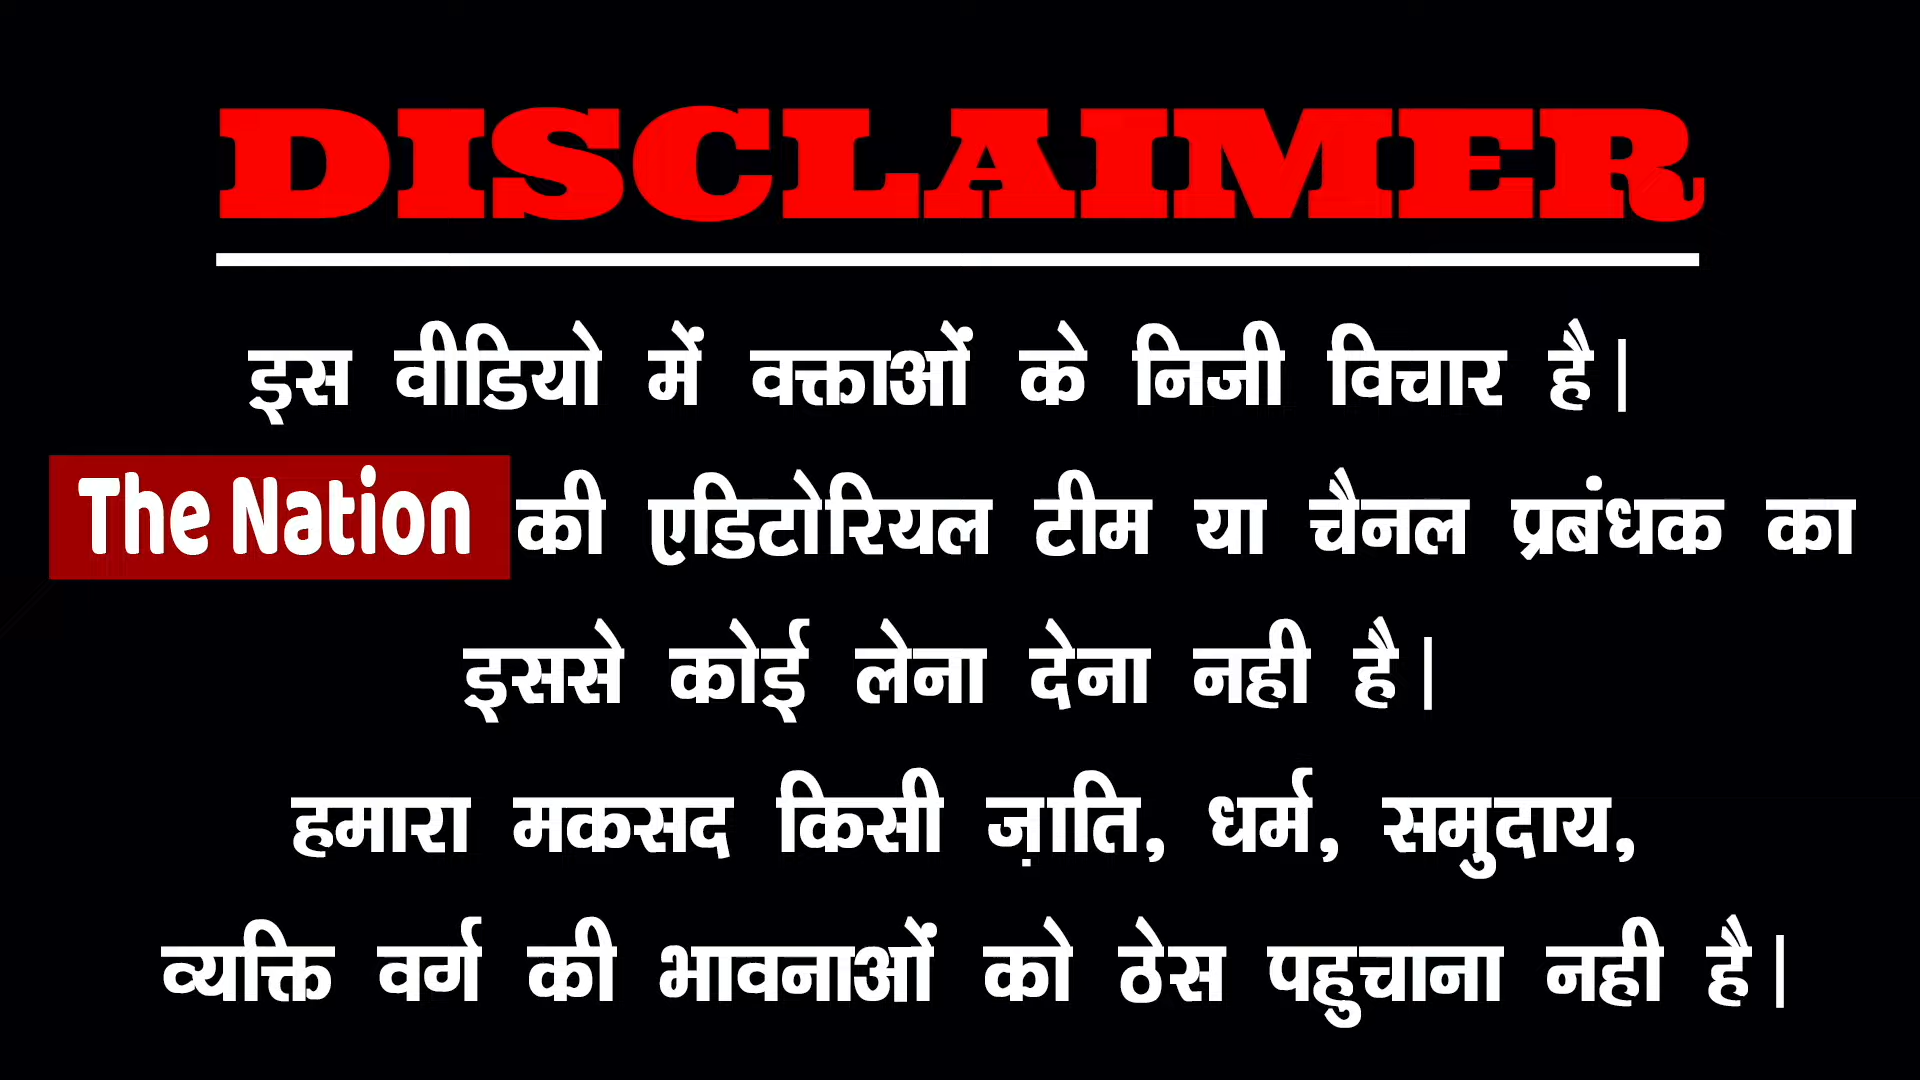 DISCLAIMER
इस वीडियो में वक्ताओं के निजी विचार है|
The Nation की एडिटोरियल टीम या चैनल प्रबंधक का
इससे कोई लेना देना नही है|
हमारा मकसद किसी ज़ाति, धर्म, समुदाय,
व्यक्ति वर्ग की भावनाओं को ठेस पहुचाना नही है|